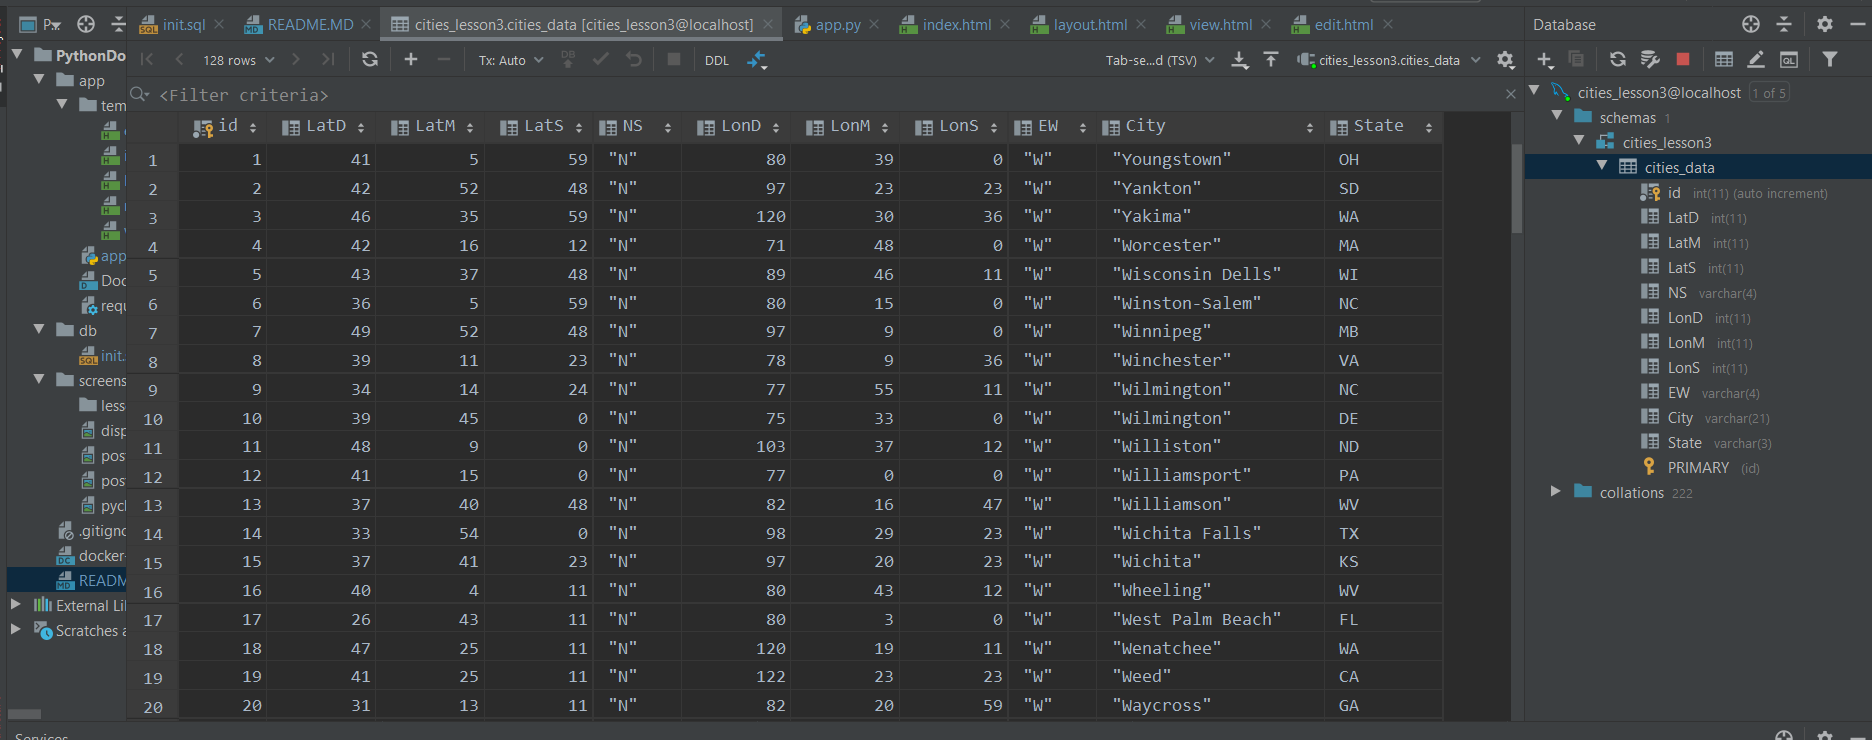 P...
init.sql
README.MD
cities_lesson3.cities_data [cities_lesson3@localhost]
app.py
index.html
layout.html
view.html
edit.html
Database
128 rows
Tx: Auto
DB
DDL
Tab-se...d (TSV)
cities_lesson3.cities_data
QL
<Filter criteria>
id LatD LatM LatS NS LonD LonM LonS EW City State
1 1 41 5 59 "N" 80 39 0 "W" "Youngstown" OH
2 2 42 52 48 "N" 97 23 23 "W" "Yankton" SD
3 3 46 35 59 "N" 120 30 36 "W" "Yakima" WA
4 4 42 16 12 "N" 71 48 0 "W" "Worcester" MA
5 5 43 37 48 "N" 89 46 11 "W" "Wisconsin Dells" WI
6 6 36 5 59 "N" 80 15 0 "W" "Winston-Salem" NC
7 7 49 52 48 "N" 97 9 0 "W" "Winnipeg" MB
8 8 39 11 23 "N" 78 9 36 "W" "Winchester" VA
9 9 34 14 24 "N" 77 55 11 "W" "Wilmington" NC
10 10 39 45 0 "N" 75 33 0 "W" "Wilmington" DE
11 11 48 9 0 "N" 103 37 12 "W" "Williston" ND
12 12 41 15 0 "N" 77 0 0 "W" "Williamsport" PA
13 13 37 40 48 "N" 82 16 47 "W" "Williamson" WV
14 14 33 54 0 "N" 98 29 23 "W" "Wichita Falls" TX
15 15 37 41 23 "N" 97 20 23 "W" "Wichita" KS
16 16 40 4 11 "N" 80 43 12 "W" "Wheeling" WV
17 17 26 43 11 "N" 80 3 0 "W" "West Palm Beach" FL
18 18 47 25 11 "N" 120 19 11 "W" "Wenatchee" WA
19 19 41 25 11 "N" 122 23 23 "W" "Weed" CA
20 20 31 13 11 "N" 82 20 59 "W" "Waycross" GA
PythonDo
app
tem
app
Doc
requ
db
init.
screens
less
disp
pos
pos
pycl
.gitignc
docker-
READM
External Lil
Scratches a
cities_lesson3@localhost 1 of 5
schemas 1
cities_lesson3
cities_data
id int(11) (auto increment)
LatD int(11)
LatM int(11)
LatS int(11)
NS varchar(4)
LonD int(11)
LonM int(11)
LonS int(11)
EW varchar(4)
City varchar(21)
State varchar(3)
PRIMARY (id)
collations 222
Services